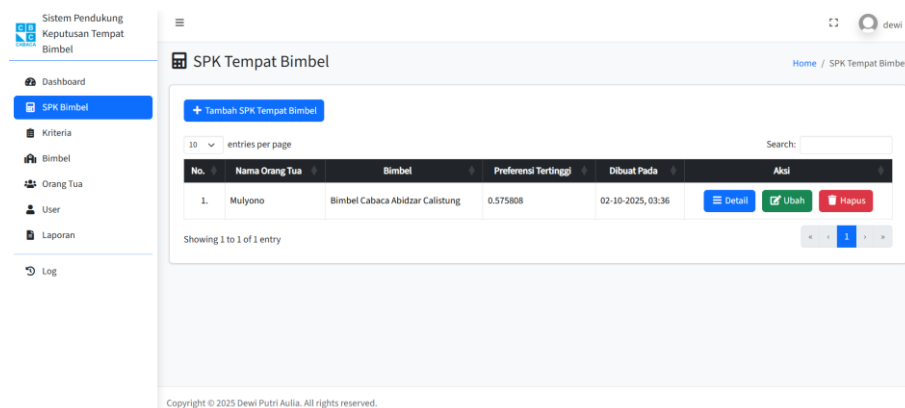 Sistem Pendukung
Keputusan Tempat
Bimbel
CBC
CABACA
dewi
Dashboard
SPK Bimbel
Kriteria
Bimbel
Orang Tua
User
Laporan
Log
SPK Tempat Bimbel
Home / SPK Tempat Bimbe
+ Tambah SPK Tempat Bimbel
10 entries per page
Search:
No. Nama Orang Tua Bimbel Preferensi Tertinggi Dibuat Pada Aksi
1. Mulyono Bimbel Cabaca Abidzar Calistung 0.575808 02-10-2025, 03:36 Detail Ubah Hapus
Showing 1 to 1 of 1 entry
« ‹ 1 › »
Copyright © 2025 Dewi Putri Aulia. All rights reserved.